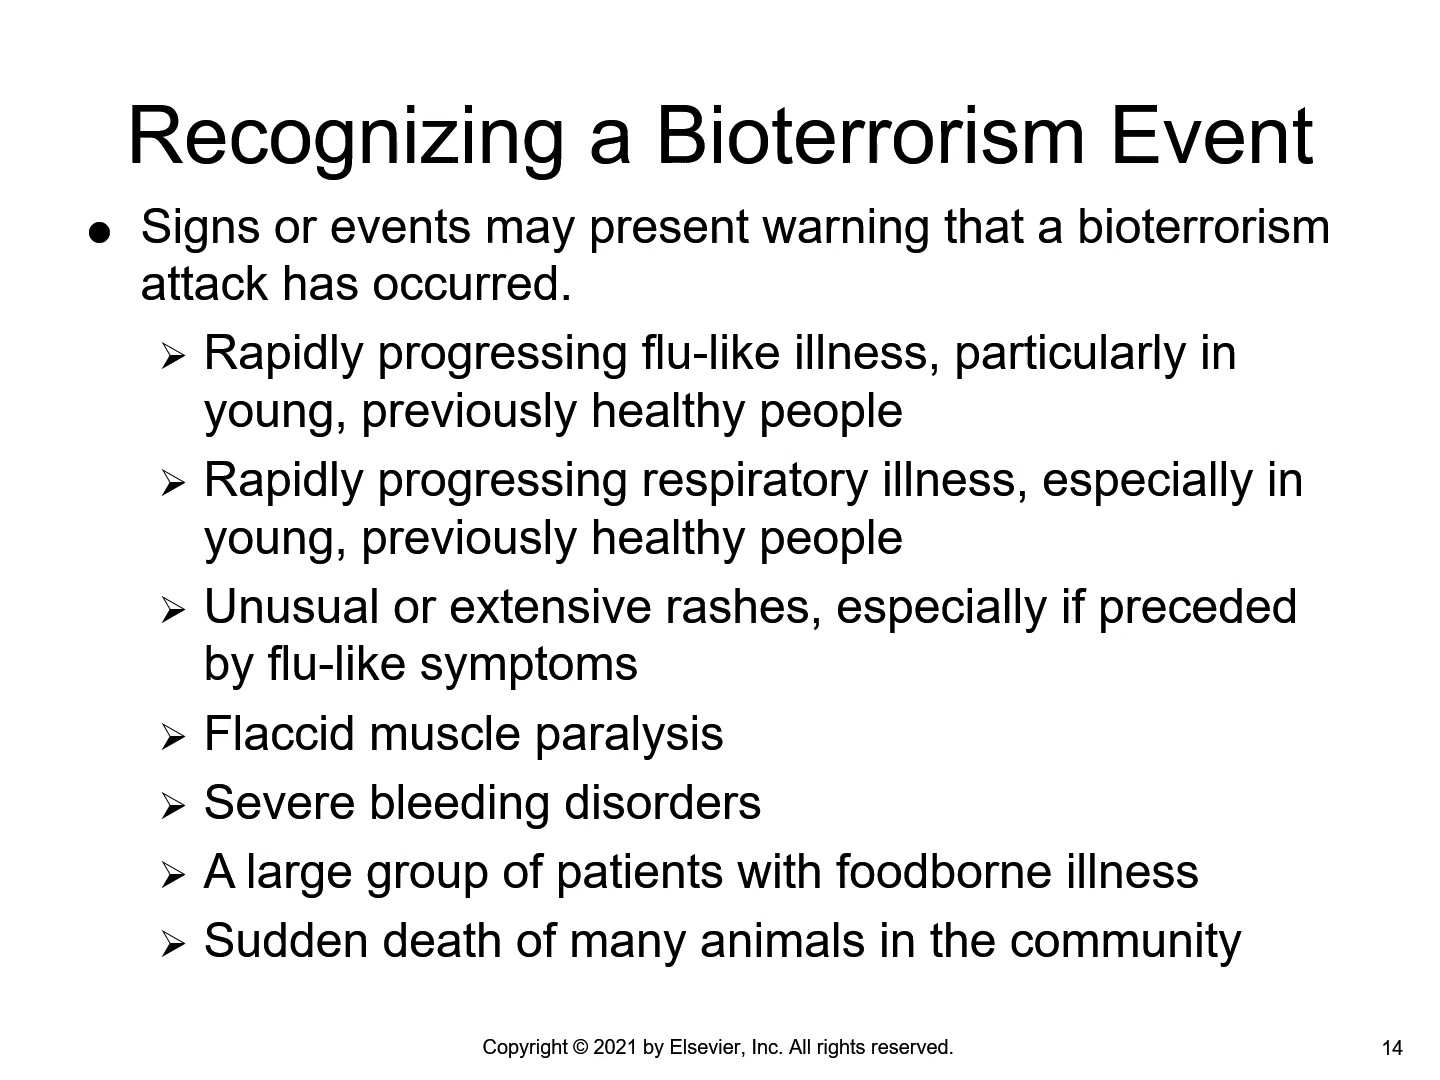 Recognizing a Bioterrorism Event
● Signs or events may present warning that a bioterrorism
attack has occurred.
➢ Rapidly progressing flu-like illness, particularly in
young, previously healthy people
➢ Rapidly progressing respiratory illness, especially in
young, previously healthy people
➢ Unusual or extensive rashes, especially if preceded
by flu-like symptoms
➢ Flaccid muscle paralysis
➢ Severe bleeding disorders
➢ A large group of patients with foodborne illness
➢ Sudden death of many animals in the community
Copyright © 2021 by Elsevier, Inc. All rights reserved.
14